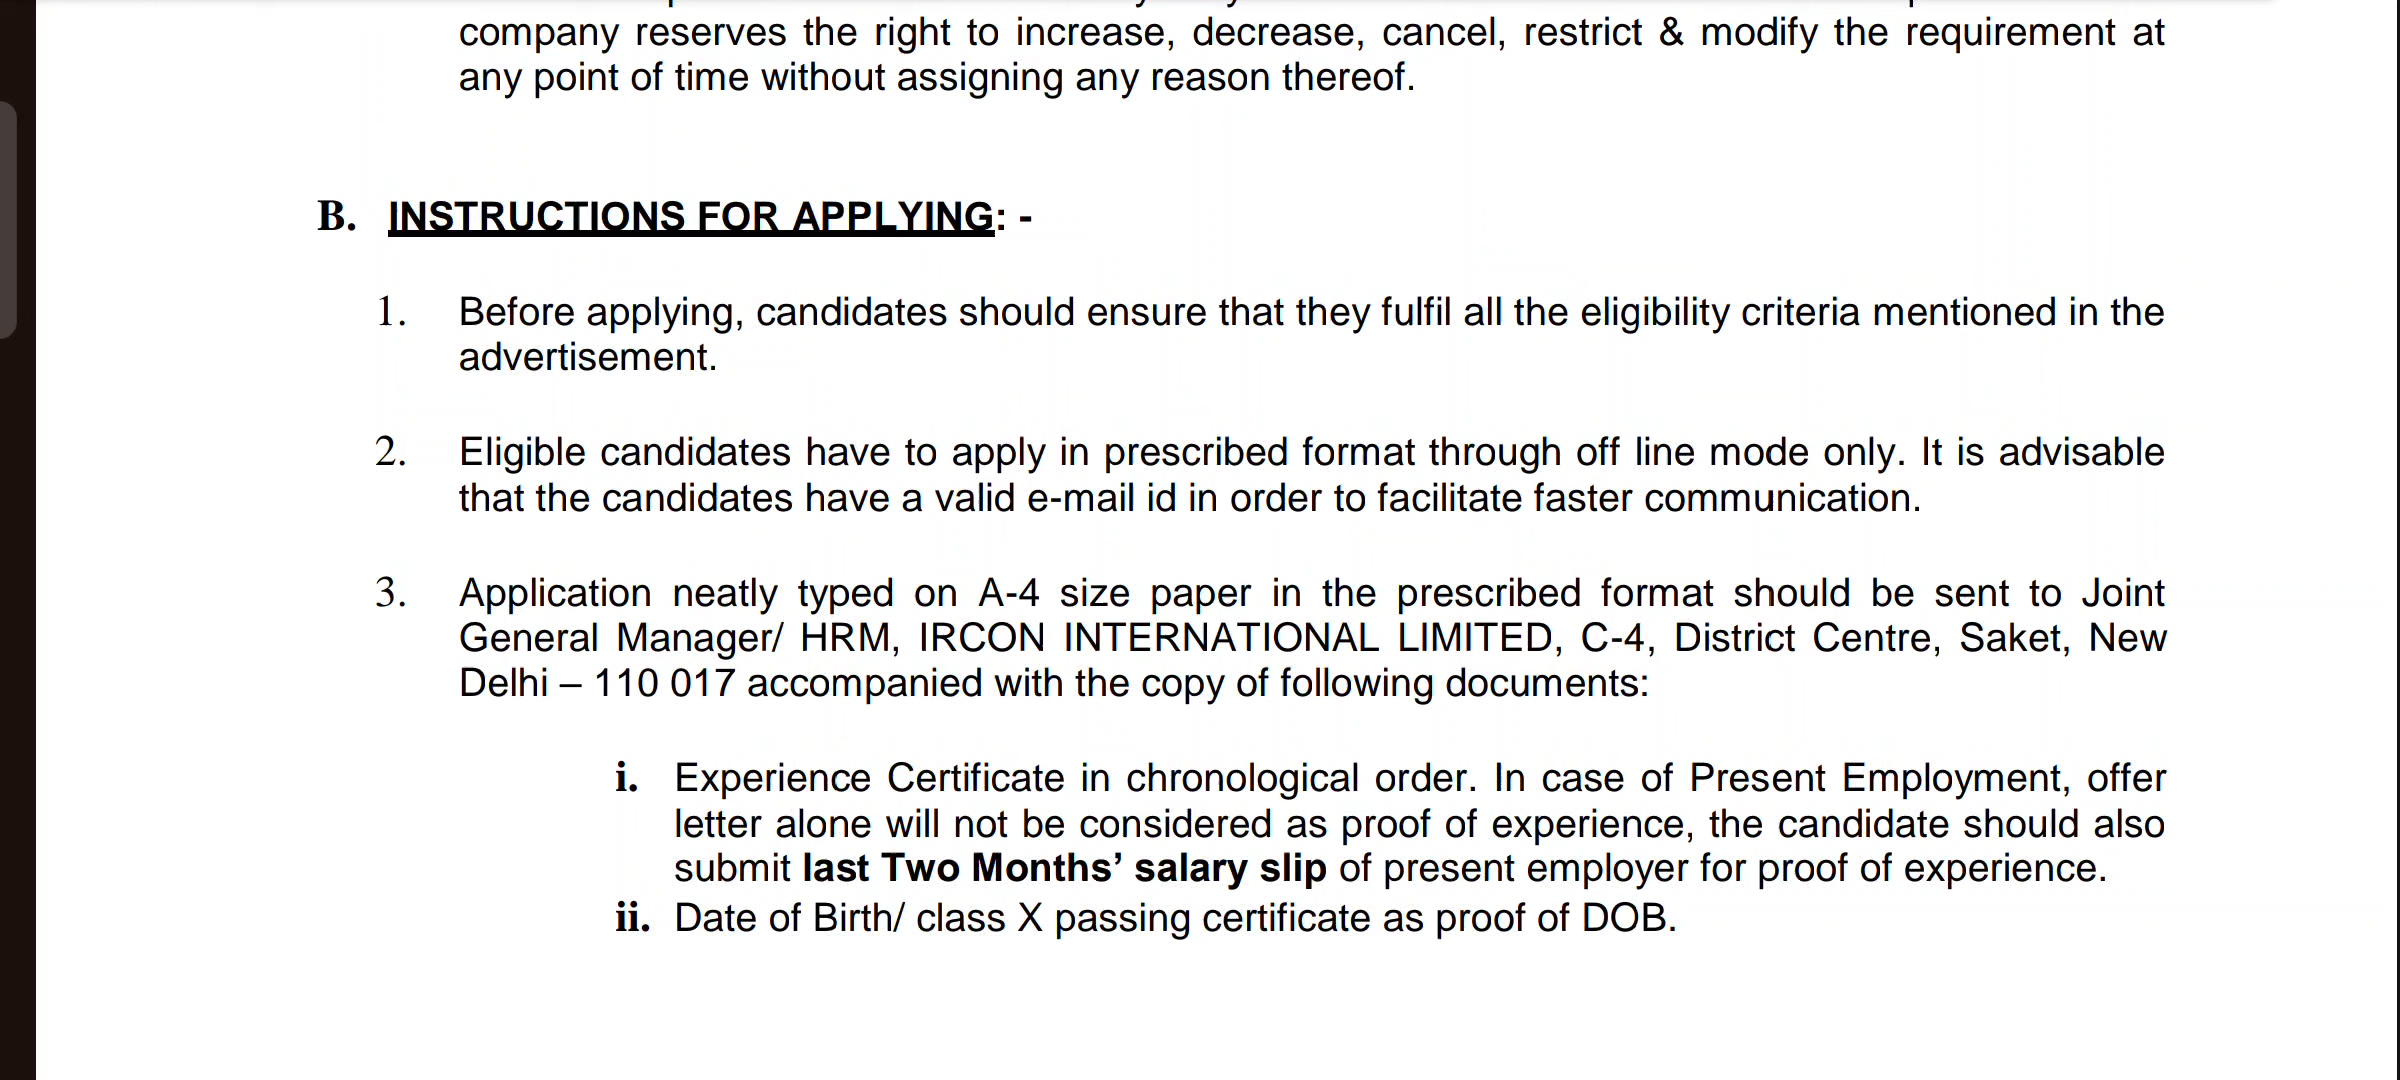 company reserves the right to increase, decrease, cancel, restrict & modify the requirement at
any point of time without assigning any reason thereof.
B. INSTRUCTIONS FOR APPLYING: -
1. Before applying, candidates should ensure that they fulfil all the eligibility criteria mentioned in the
advertisement.
2. Eligible candidates have to apply in prescribed format through off line mode only. It is advisable
that the candidates have a valid e-mail id in order to facilitate faster communication.
3. Application neatly typed on A-4 size paper in the prescribed format should be sent to Joint
General Manager/ HRM, IRCON INTERNATIONAL LIMITED, C-4, District Centre, Saket, New
Delhi – 110 017 accompanied with the copy of following documents:
i. Experience Certificate in chronological order. In case of Present Employment, offer
letter alone will not be considered as proof of experience, the candidate should also
submit last Two Months’ salary slip of present employer for proof of experience.
ii. Date of Birth/ class X passing certificate as proof of DOB.